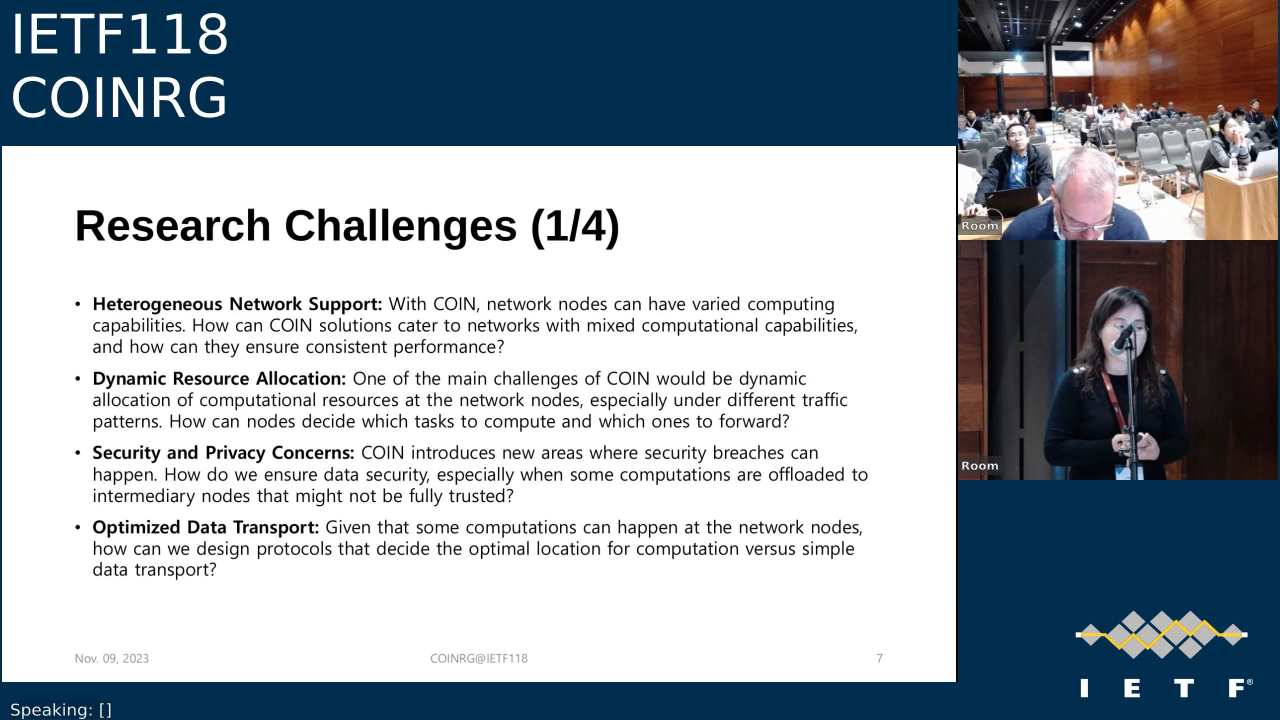 IETF118
COINRG
Research Challenges (1/4)
• Heterogeneous Network Support: With COIN, network nodes can have varied computing
capabilities. How can COIN solutions cater to networks with mixed computational capabilities,
and how can they ensure consistent performance?
• Dynamic Resource Allocation: One of the main challenges of COIN would be dynamic
allocation of computational resources at the network nodes, especially under different traffic
patterns. How can nodes decide which tasks to compute and which ones to forward?
• Security and Privacy Concerns: COIN introduces new areas where security breaches can
happen. How do we ensure data security, especially when some computations are offloaded to
intermediary nodes that might not be fully trusted?
• Optimized Data Transport: Given that some computations can happen at the network nodes,
how can we design protocols that decide the optimal location for computation versus simple
data transport?
Nov. 09, 2023
COINRG@IETF118
7
Room
Room
I E T F®
Speaking: []